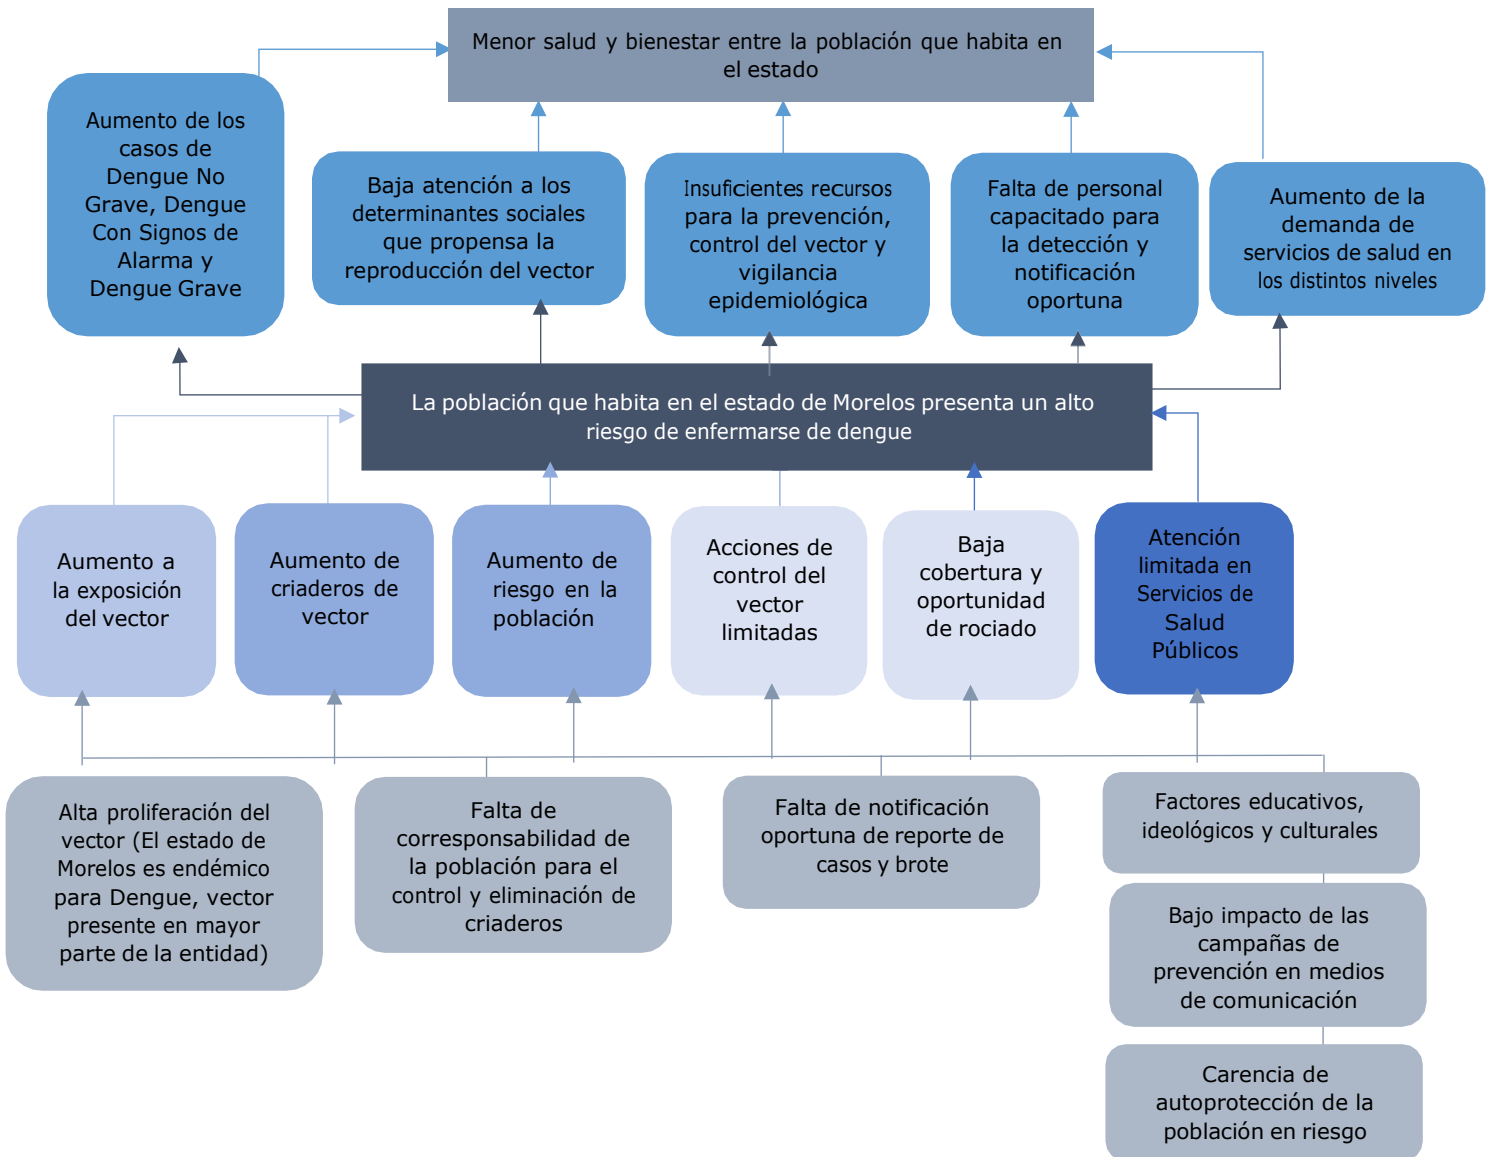 Menor salud y bienestar entre la población que habita en
el estado
Aumento de los
casos de
Dengue No
Grave, Dengue
Con Signos de
Alarma y
Dengue Grave
Baja atención a los
determinantes sociales
que propensa la
reproducción del vector
Insuficientes recursos
para la prevención,
control del vector y
vigilancia
epidemiológica
Falta de personal
capacitado para
la detección y
notificación
oportuna
Aumento de la
demanda de
servicios de salud en
los distintos niveles
La población que habita en el estado de Morelos presenta un alto
riesgo de enfermarse de dengue
Aumento a
la exposición
del vector
Aumento de
criaderos de
vector
Aumento de
riesgo en la
población
Acciones de
control del
vector
limitadas
Baja
cobertura y
oportunidad
de rociado
Atención
limitada en
Servicios de
Salud
Públicos
Alta proliferación del
vector (El estado de
Morelos es endémico
para Dengue, vector
presente en mayor
parte de la entidad)
Falta de
corresponsabilidad de
la población para el
control y eliminación de
criaderos
Falta de notificación
oportuna de reporte de
casos y brote
Factores educativos,
ideológicos y culturales
Bajo impacto de las
campañas de
prevención en medios
de comunicación
Carencia de
autoprotección de la
población en riesgo